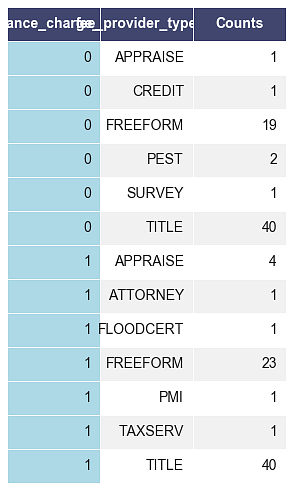 ance_charge fee_provider_type Counts
0 APPRAISE 1
0 CREDIT 1
0 FREEFORM 19
0 PEST 2
0 SURVEY 1
0 TITLE 40
1 APPRAISE 4
1 ATTORNEY 1
1 FLOODCERT 1
1 FREEFORM 23
1 PMI 1
1 TAXSERV 1
1 TITLE 40